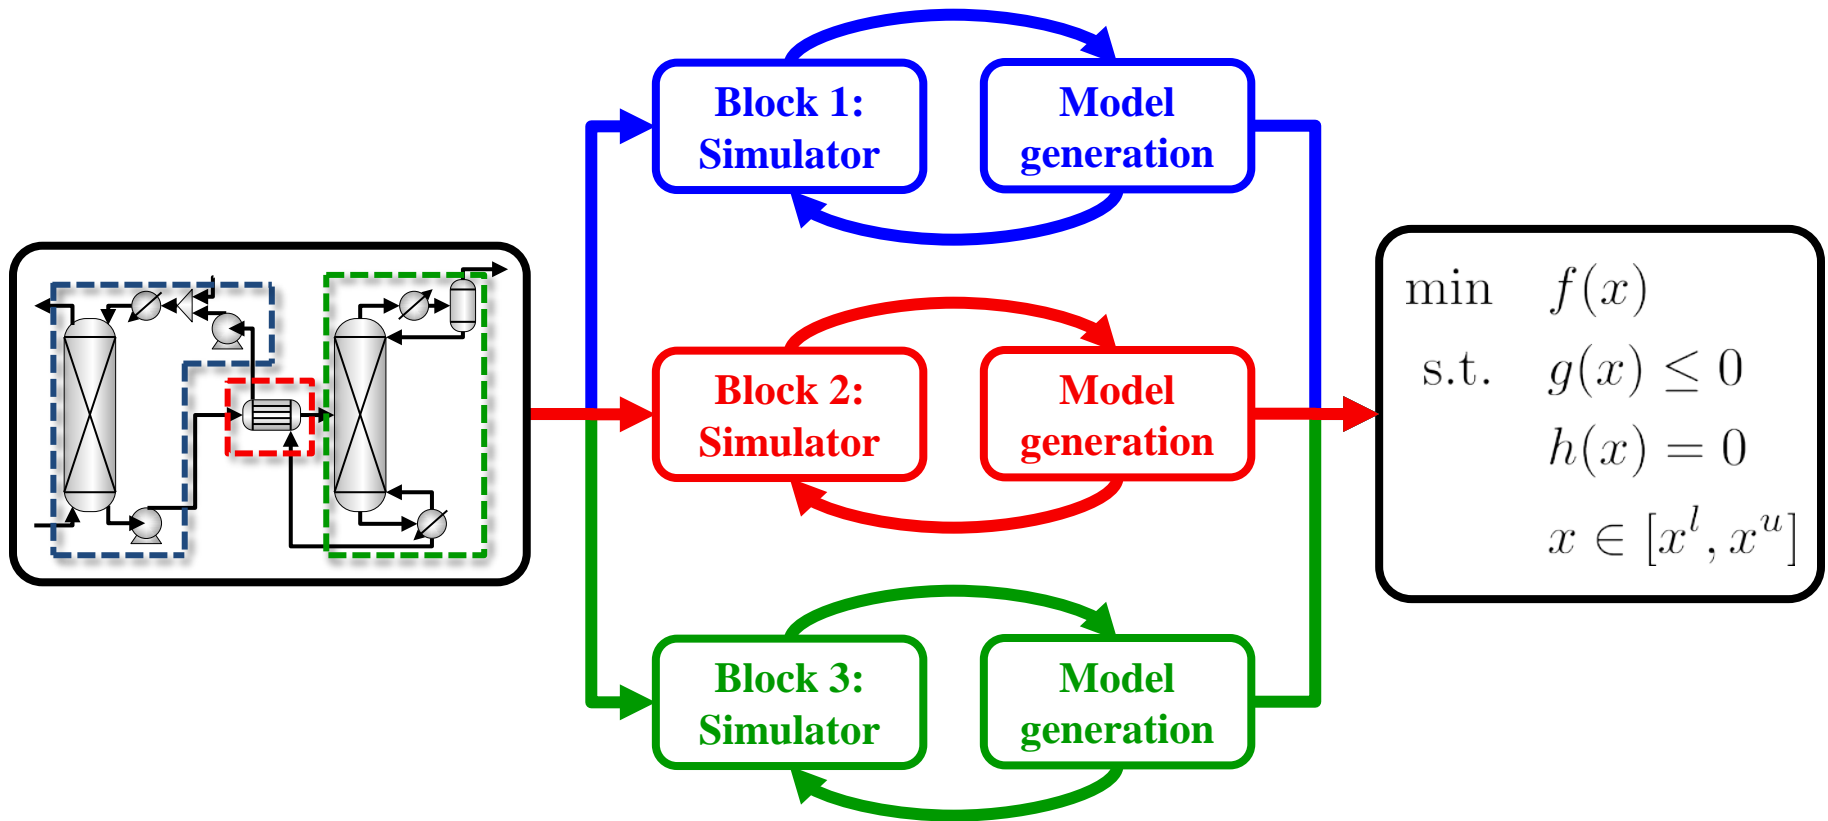 Block 1:
Simulator
Model
generation
Block 2:
Simulator
Model
generation
Block 3:
Simulator
Model
generation
min f(x)
s.t. g(x) ≤ 0
h(x) = 0
x ∈ [x^l, x^u]